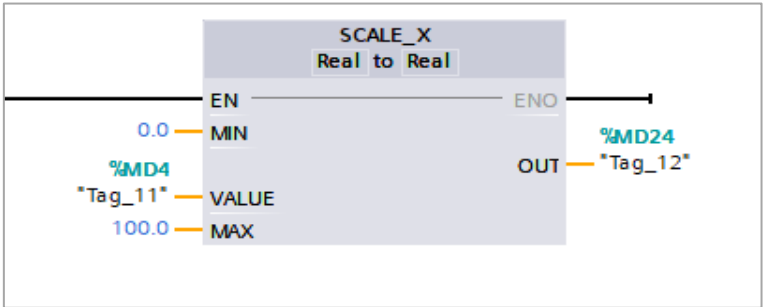 SCALE_X
Real to Real
EN ENO
0.0 MIN
%MD24
%MD4
OUT "Tag_12"
"Tag_11" VALUE
100.0 MAX